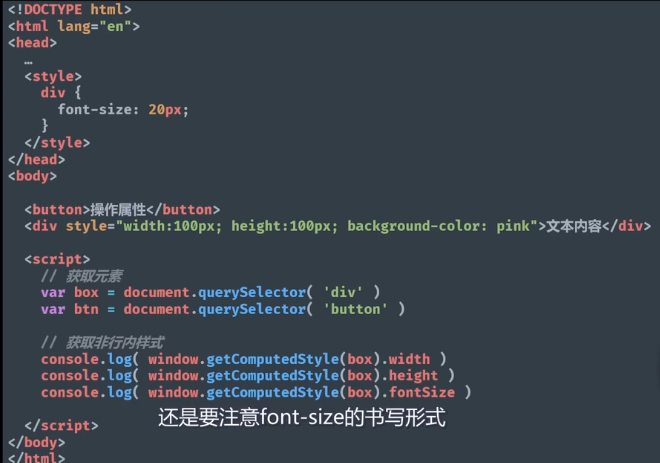 <!DOCTYPE html>
<html lang="en">
<head>
…
<style>
div {
font-size: 20px;
}
</style>
</head>
<body>
<button>操作属性</button>
<div style="width:100px; height:100px; background-color: pink">文本内容</div>
<script>
// 获取元素
var box = document.querySelector( 'div' )
var btn = document.querySelector( 'button' )
// 获取非行内样式
console.log( window.getComputedStyle(box).width )
console.log( window.getComputedStyle(box).height )
console.log( window.getComputedStyle(box).fontSize )
还是要注意font-size的书写形式
</script>
</body>
</html>